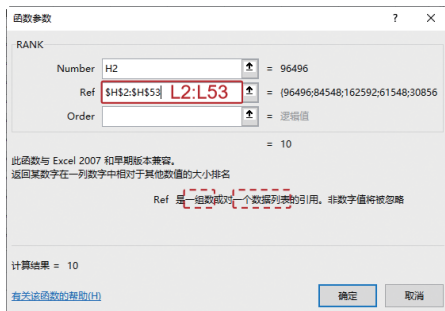 函数参数 ? ×
RANK
Number H2 = 96496
Ref $H$2:$H$53 L2:L53 = {96496;84548;162592;61548;30856
Order = 逻辑值
= 10
此函数与 Excel 2007 和早期版本兼容。
返回某数字在一列数字中相对于其他数值的大小排名
Ref 是一组数或对一个数据列表的引用。非数字值将被忽略
计算结果 = 10
有关该函数的帮助(H) 确定 取消